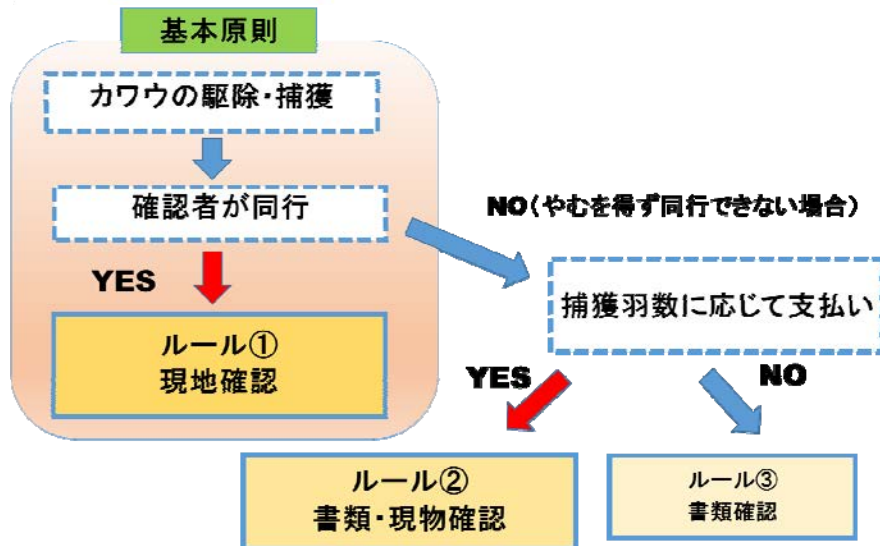 基本原則
カワウの駆除・捕獲
確認者が同行
NO(やむを得ず同行できない場合)
YES
捕獲羽数に応じて支払い
ルール①
現地確認
YES
NO
ルール②
書類・現物確認
ルール③
書類確認